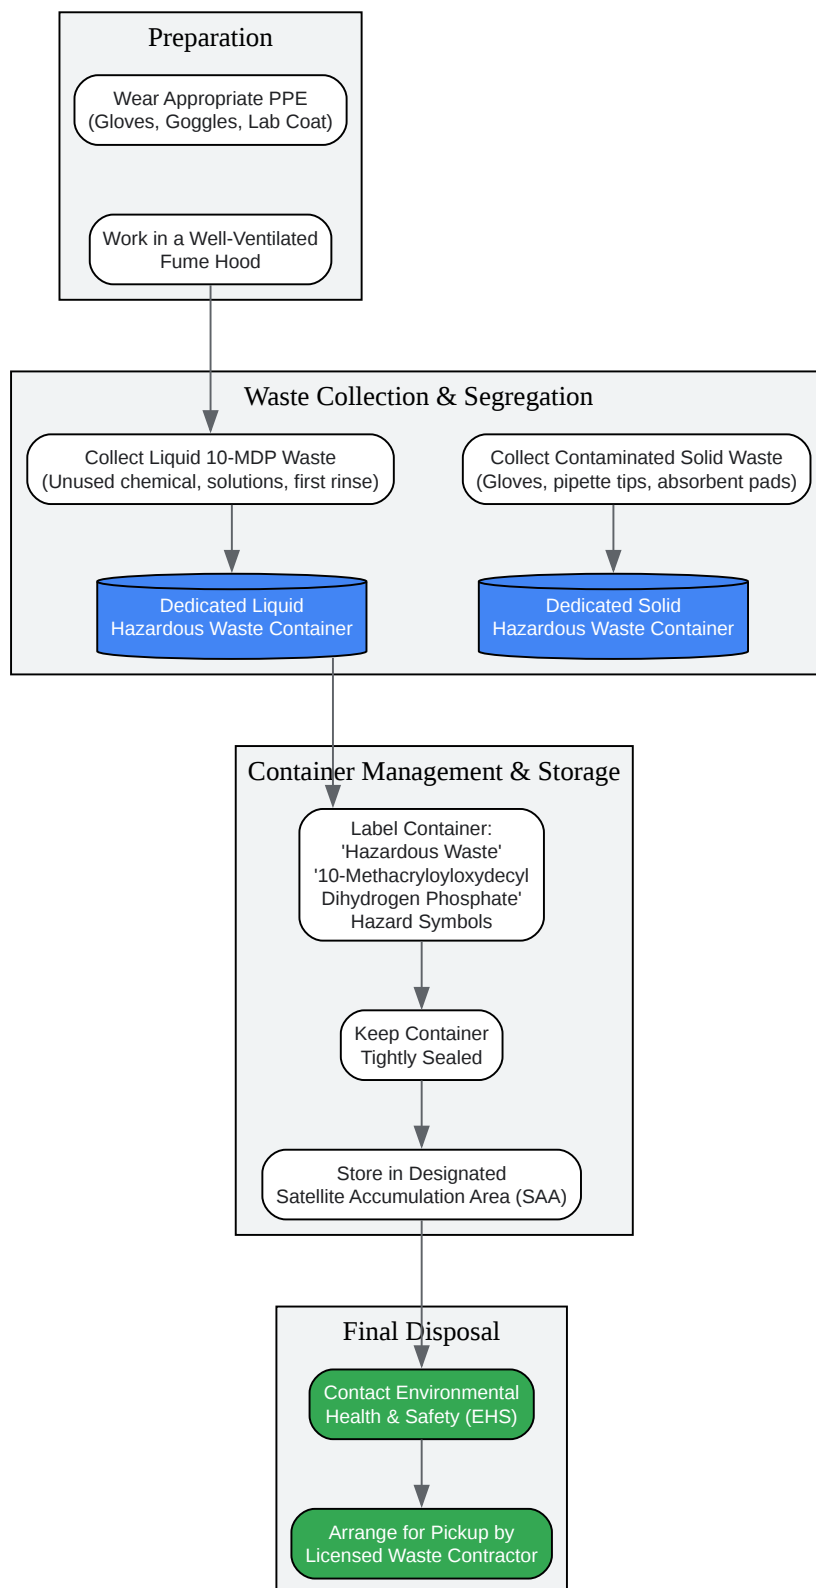 Preparation
Wear Appropriate PPE
(Gloves, Goggles, Lab Coat)
Work in a Well-Ventilated
Fume Hood
Waste Collection & Segregation
Collect Liquid 10-MDP Waste
(Unused chemical, solutions, first rinse)
Collect Contaminated Solid Waste
(Gloves, pipette tips, absorbent pads)
Dedicated Liquid
Hazardous Waste Container
Dedicated Solid
Hazardous Waste Container
Container Management & Storage
Label Container:
'Hazardous Waste'
'10-Methacryloyloxydecyl
Dihydrogen Phosphate'
Hazard Symbols
Keep Container
Tightly Sealed
Store in Designated
Satellite Accumulation Area (SAA)
Final Disposal
Contact Environmental
Health & Safety (EHS)
Arrange for Pickup by
Licensed Waste Contractor